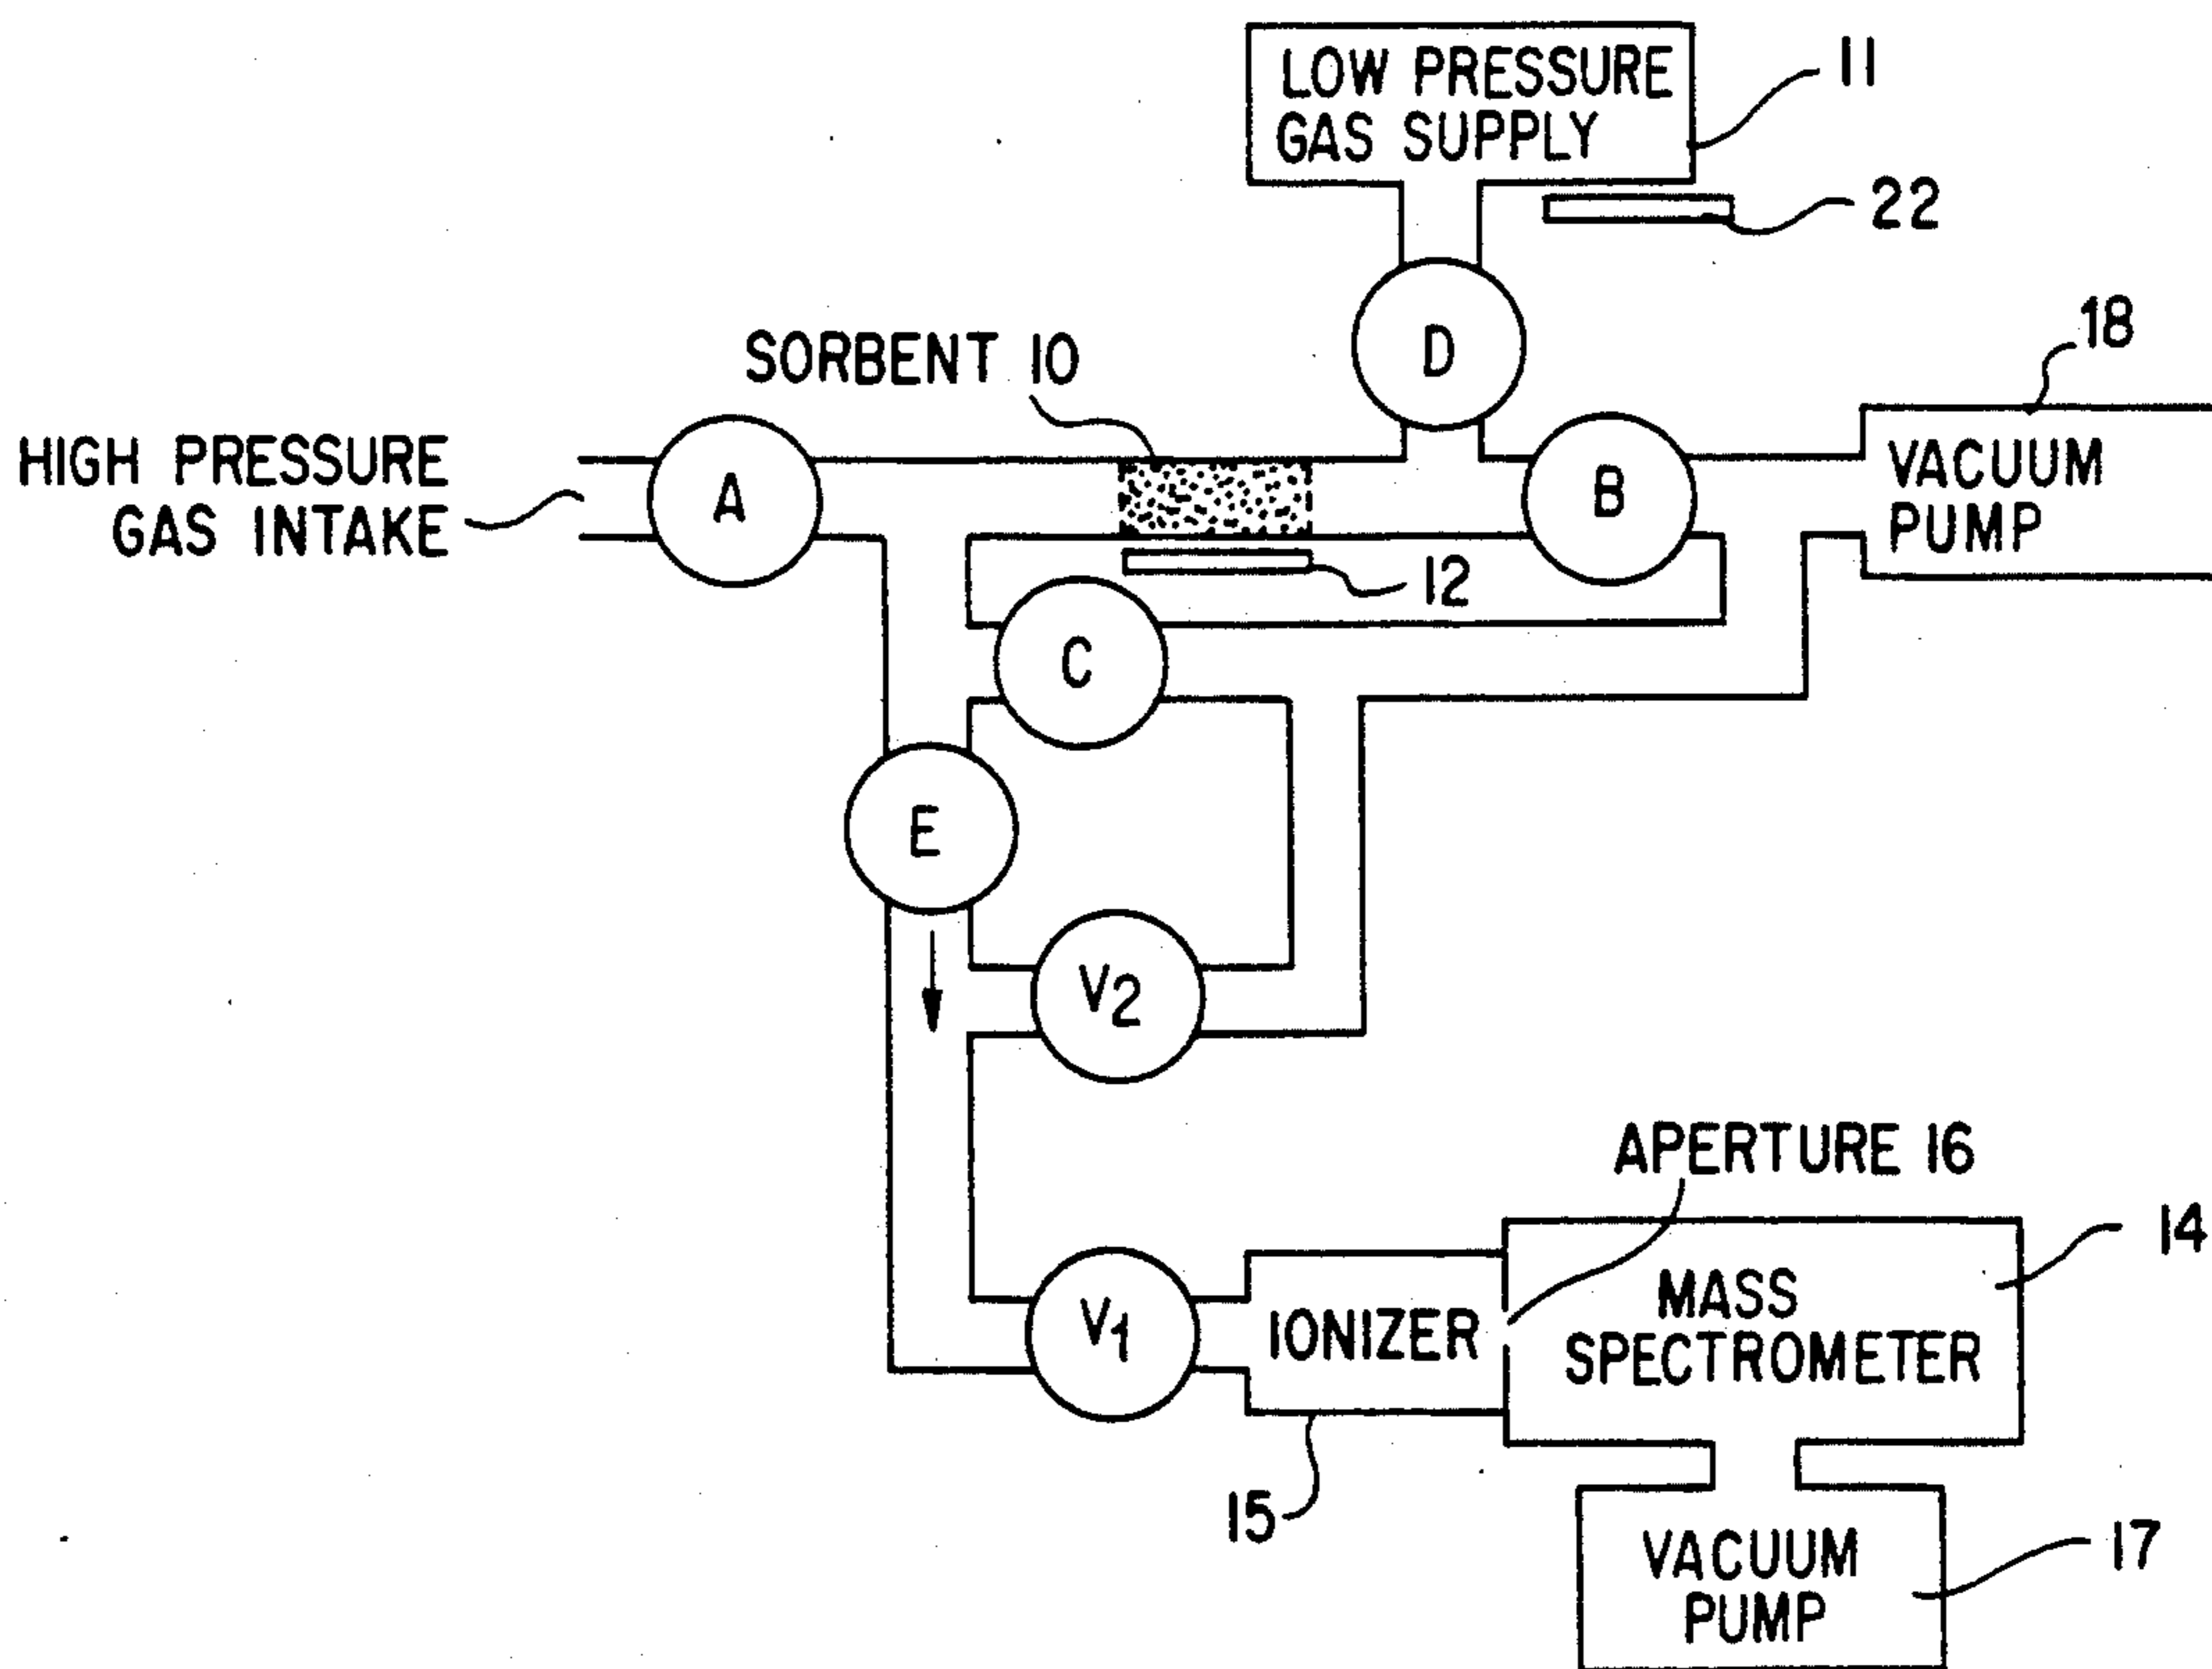 LOW PRESSURE
GAS SUPPLY
11
22
D
18
SORBENT 10
HIGH PRESSURE
GAS INTAKE
A
B
VACUUM
PUMP
12
C
E
V2
APERTURE 16
14
V1
IONIZER
MASS
SPECTROMETER
15
VACUUM
PUMP
17